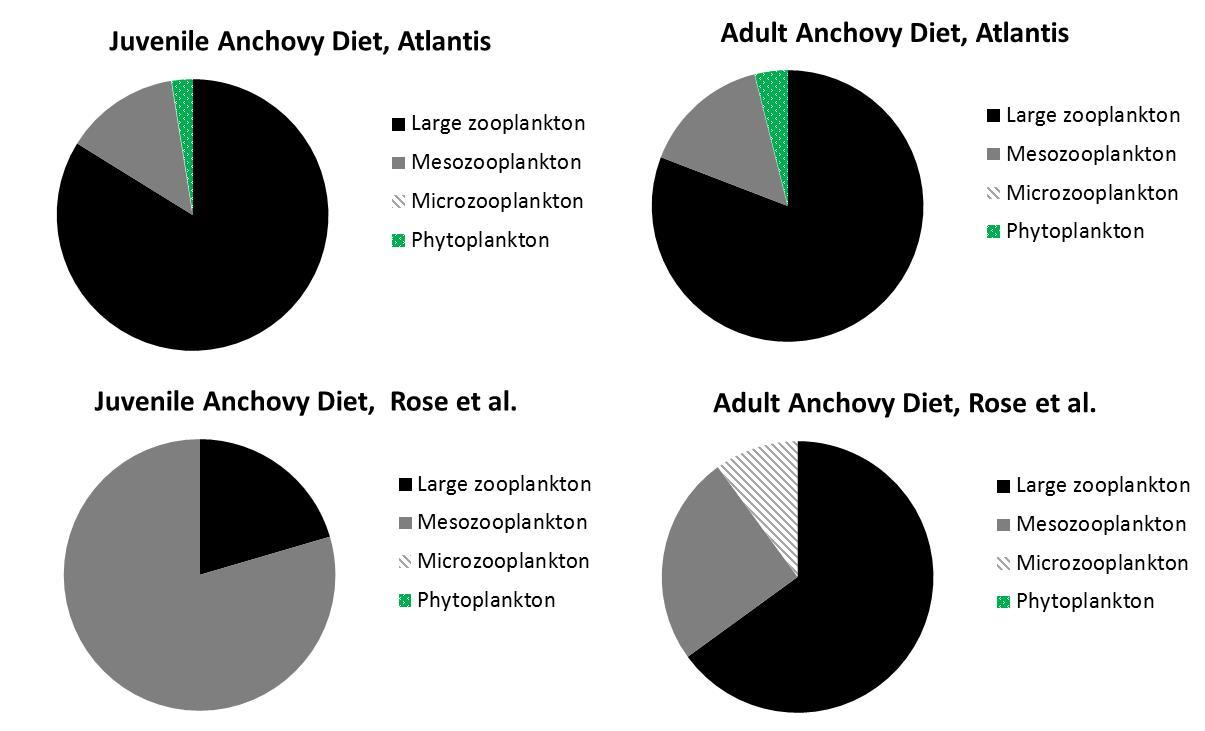 Juvenile Anchovy Diet, Atlantis
Large zooplankton
Mesozooplankton
Microzooplankton
Phytoplankton
Adult Anchovy Diet, Atlantis
Large zooplankton
Mesozooplankton
Microzooplankton
Phytoplankton
Juvenile Anchovy Diet,  Rose et al.
Large zooplankton
Mesozooplankton
Microzooplankton
Phytoplankton
Adult Anchovy Diet, Rose et al.
Large zooplankton
Mesozooplankton
Microzooplankton
Phytoplankton